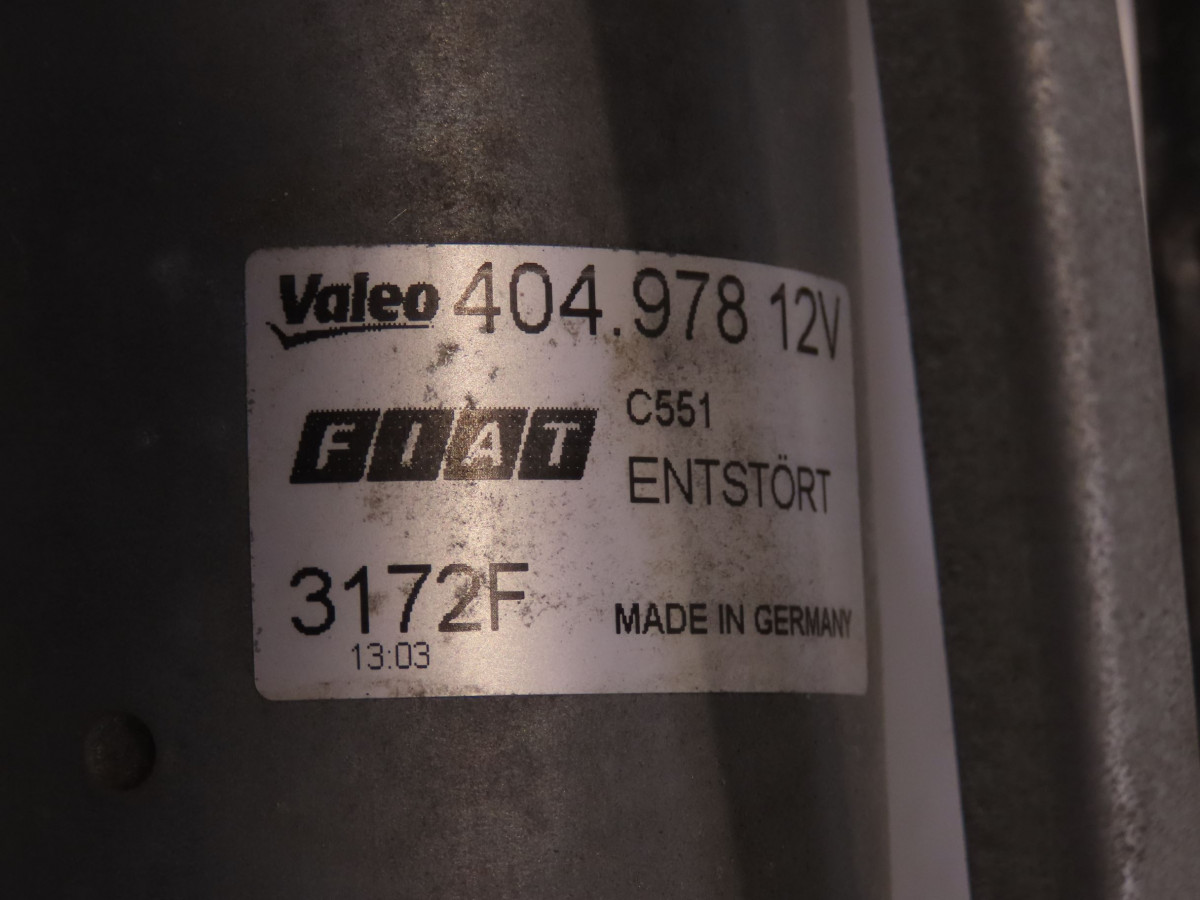 Valeo 404.978 12V
FIAT
C551
ENTSTÖRT
3172F
13:03
MADE IN GERMANY